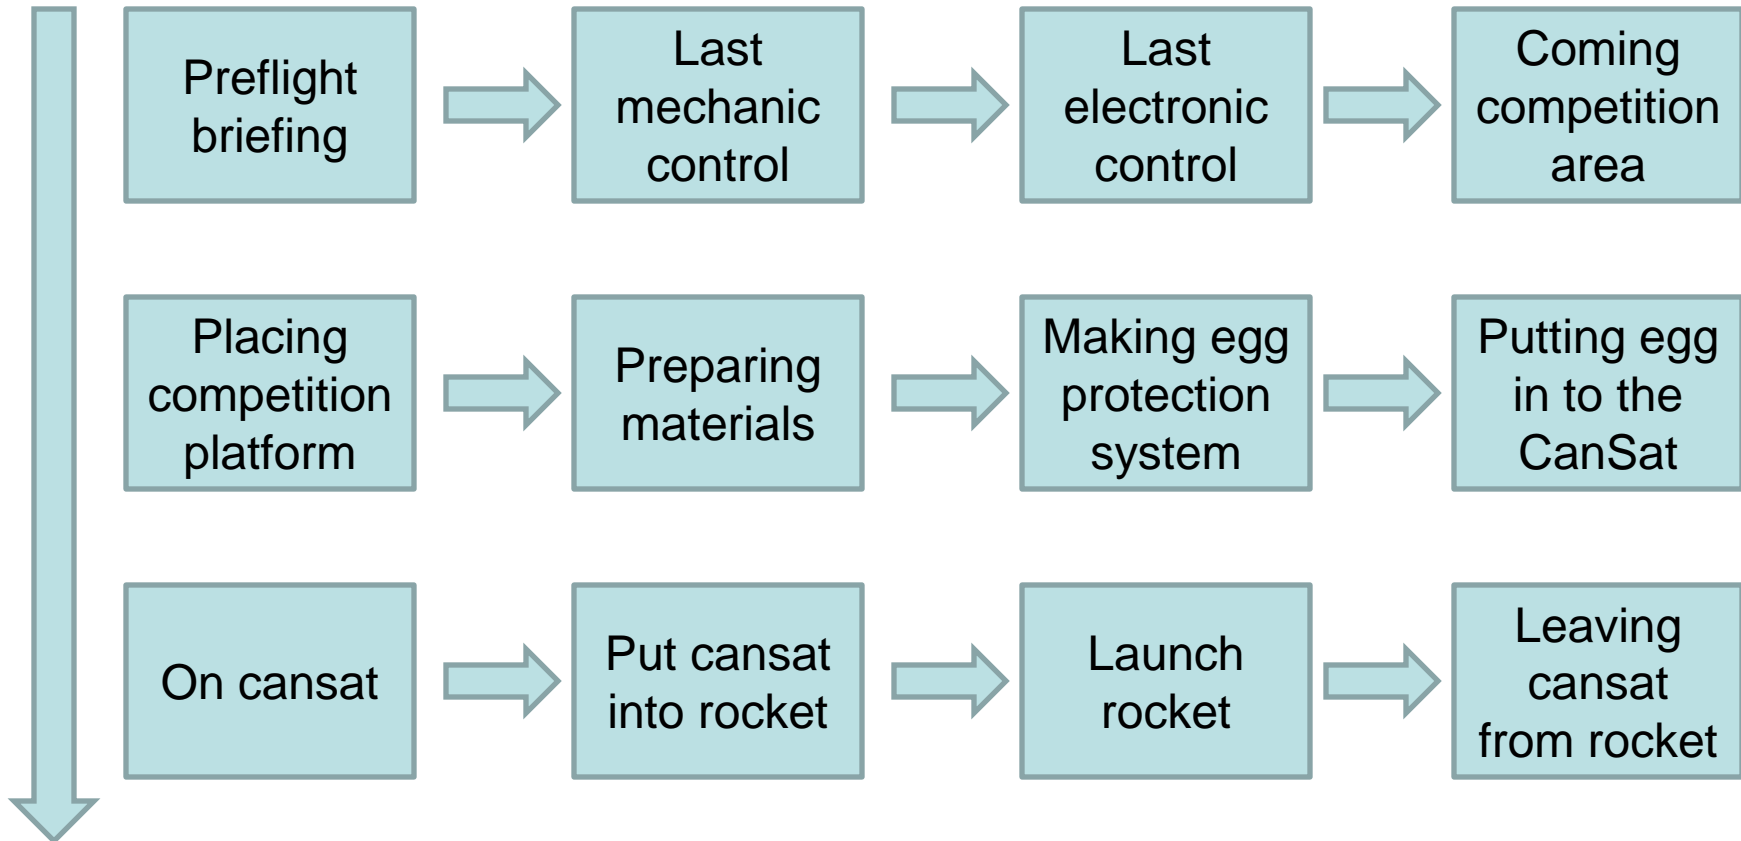 Preflight
briefing
Last
mechanic
control
Last
electronic
control
Coming
competition
area
Placing
competition
platform
Preparing
materials
Making egg
protection
system
Putting egg
in to the
CanSat
On cansat
Put cansat
into rocket
Launch
rocket
Leaving
cansat
from rocket